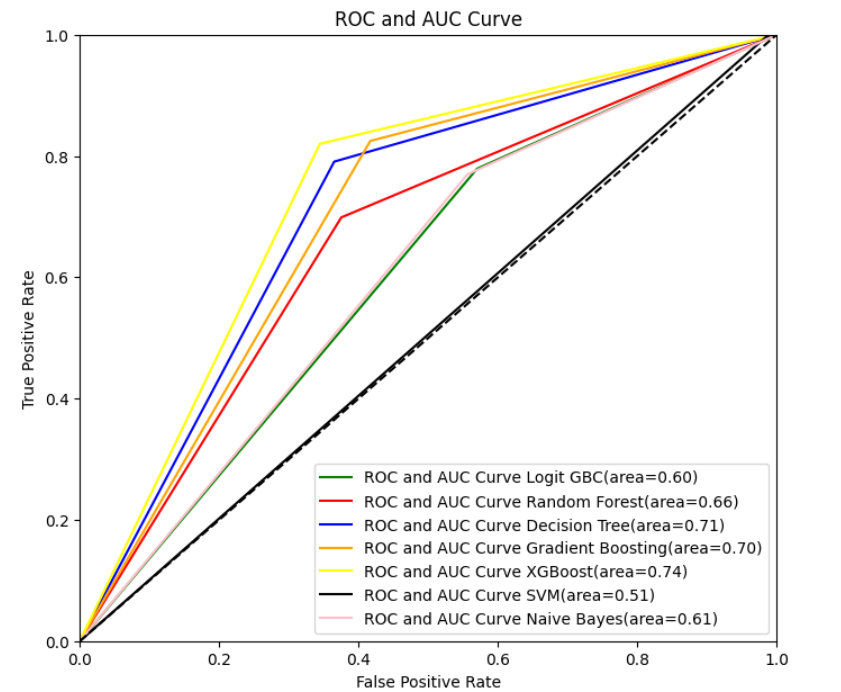 ROC and AUC Curve
True Positive Rate
1.0
0.8
0.6
0.4
0.2
0.0
ROC and AUC Curve Logit GBC(area=0.60)
ROC and AUC Curve Random Forest(area=0.66)
ROC and AUC Curve Decision Tree(area=0.71)
ROC and AUC Curve Gradient Boosting(area=0.70)
ROC and AUC Curve XGBoost(area=0.74)
ROC and AUC Curve SVM(area=0.51)
ROC and AUC Curve Naive Bayes(area=0.61)
0.0 0.2 0.4 0.6 0.8 1.0
False Positive Rate